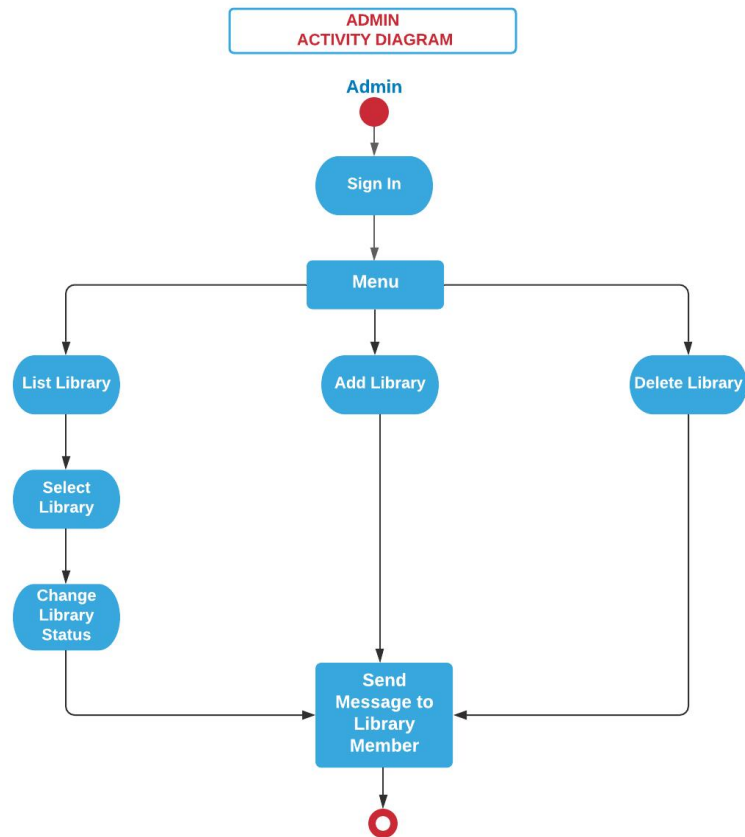 ADMIN
ACTIVITY DIAGRAM
Admin
Sign In
Menu
List Library
Add Library
Delete Library
Select
Library
Change
Library
Status
Send
Message to
Library
Member